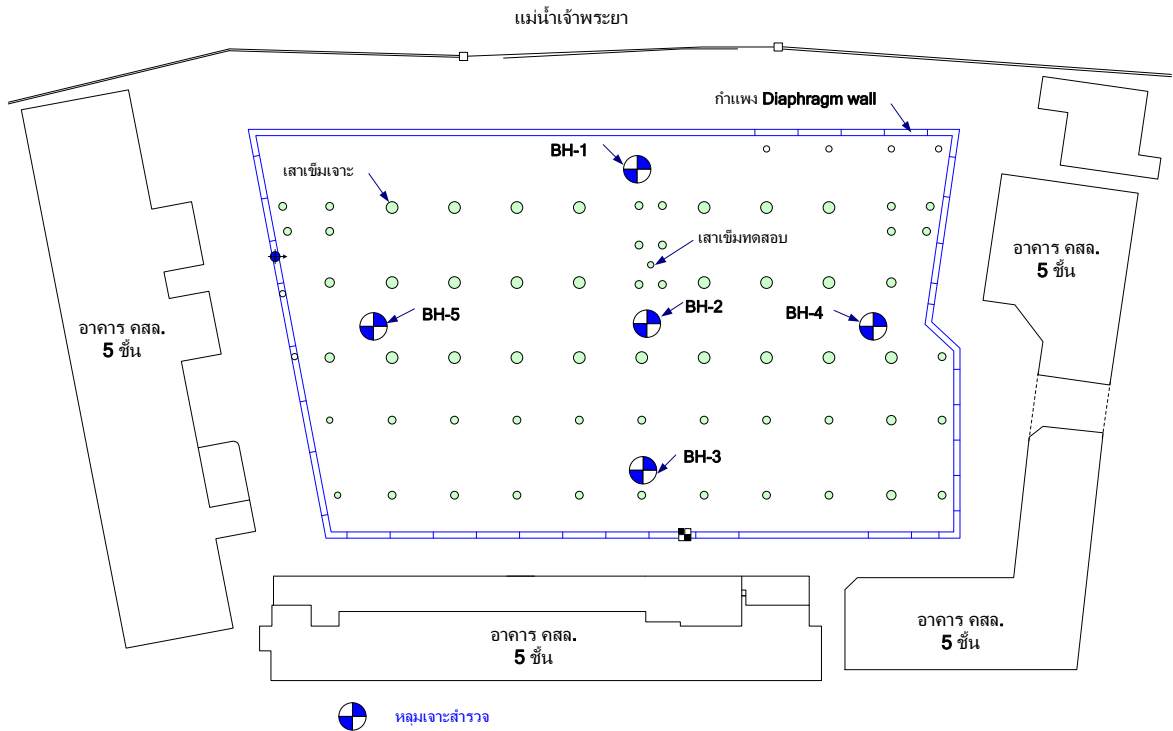 แม่น้ำเจ้าพระยา
กำแพง Diaphragm wall
BH-1
เสาเข็มเจาะ
เสาเข็มทดสอบ
อาคาร คสล.
5 ชั้น
BH-5
BH-2
BH-4
อาคาร คสล.
5 ชั้น
BH-3
อาคาร คสล.
5 ชั้น
อาคาร คสล.
5 ชั้น
หลุมเจาะสำรวจ